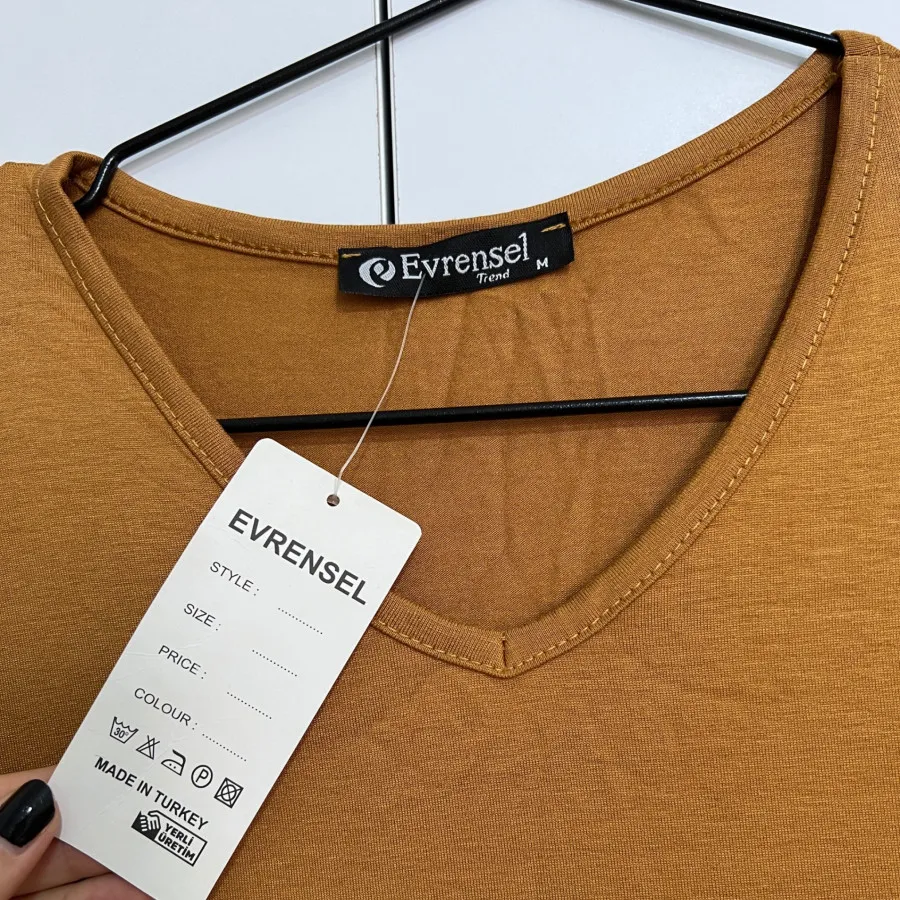 Evrensel
Trend
M
EVRENSEL
STYLE : ............
SIZE : ............
PRICE : ............
COLOUR : ............
30°
P
MADE IN TURKEY
YERLİ
ÜRETİM